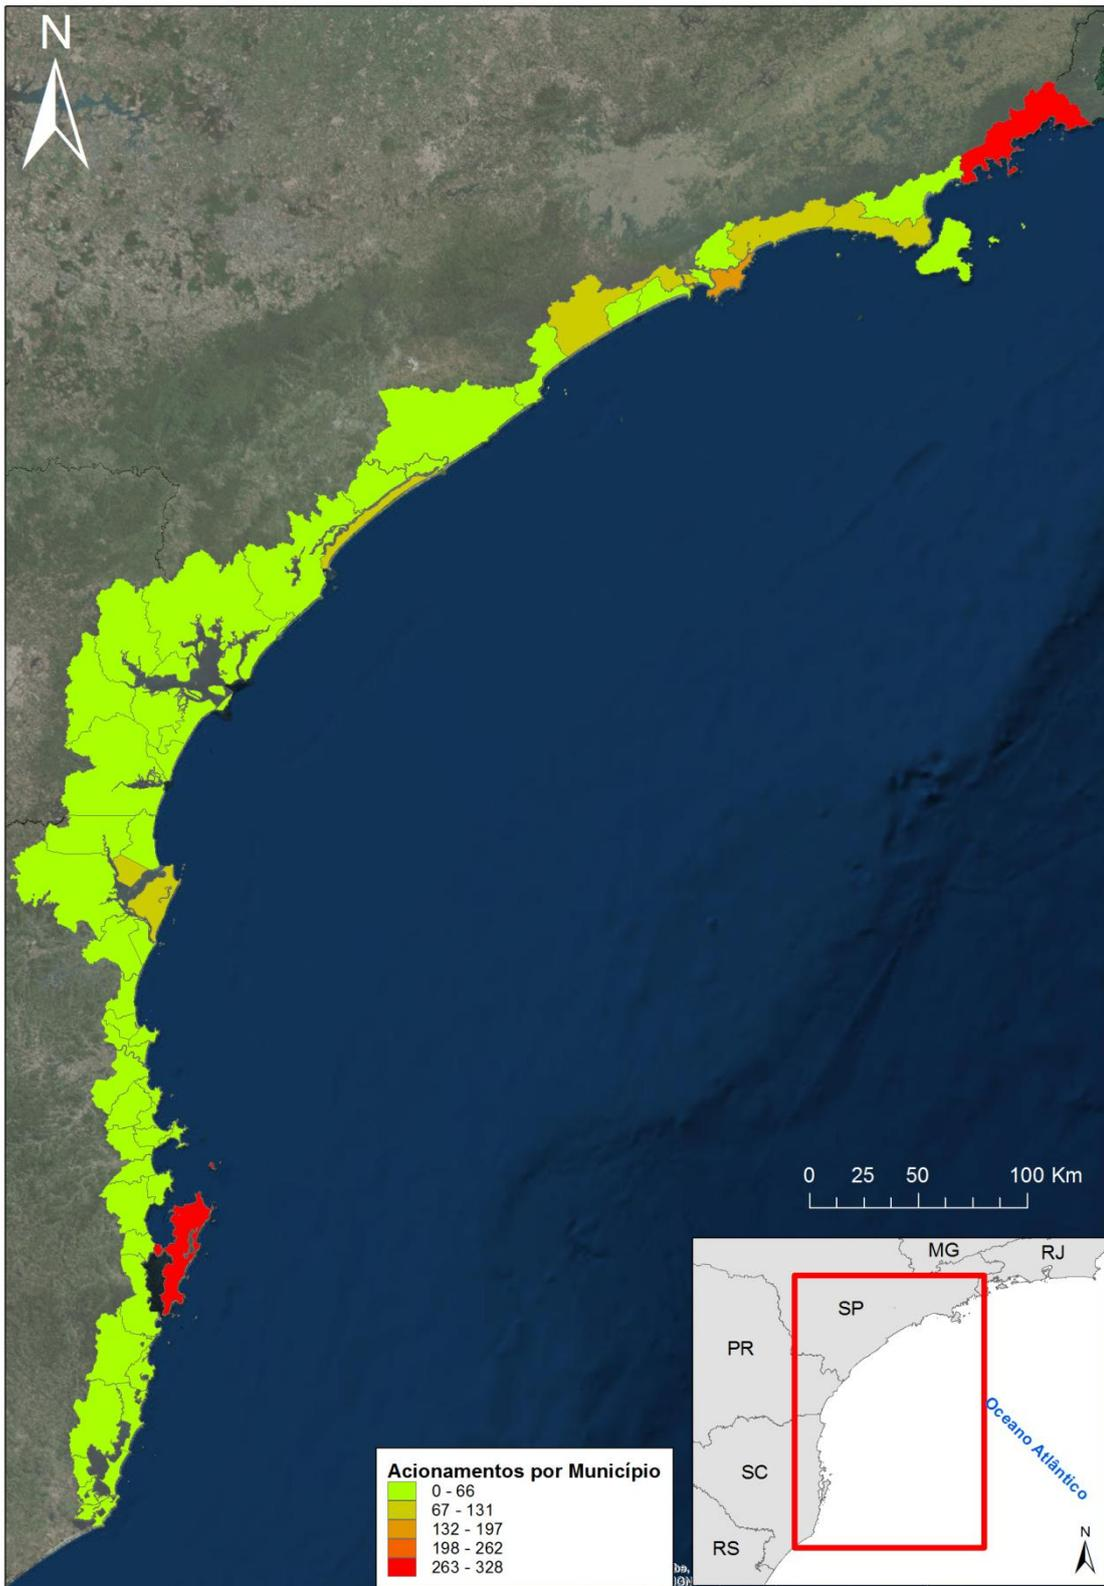 N
0 25 50 100 Km
MG RJ
SP
PR
Oceano Atlântico
SC
RS
N
Acionamentos por Município
0 - 66
67 - 131
132 - 197
198 - 262
263 - 328